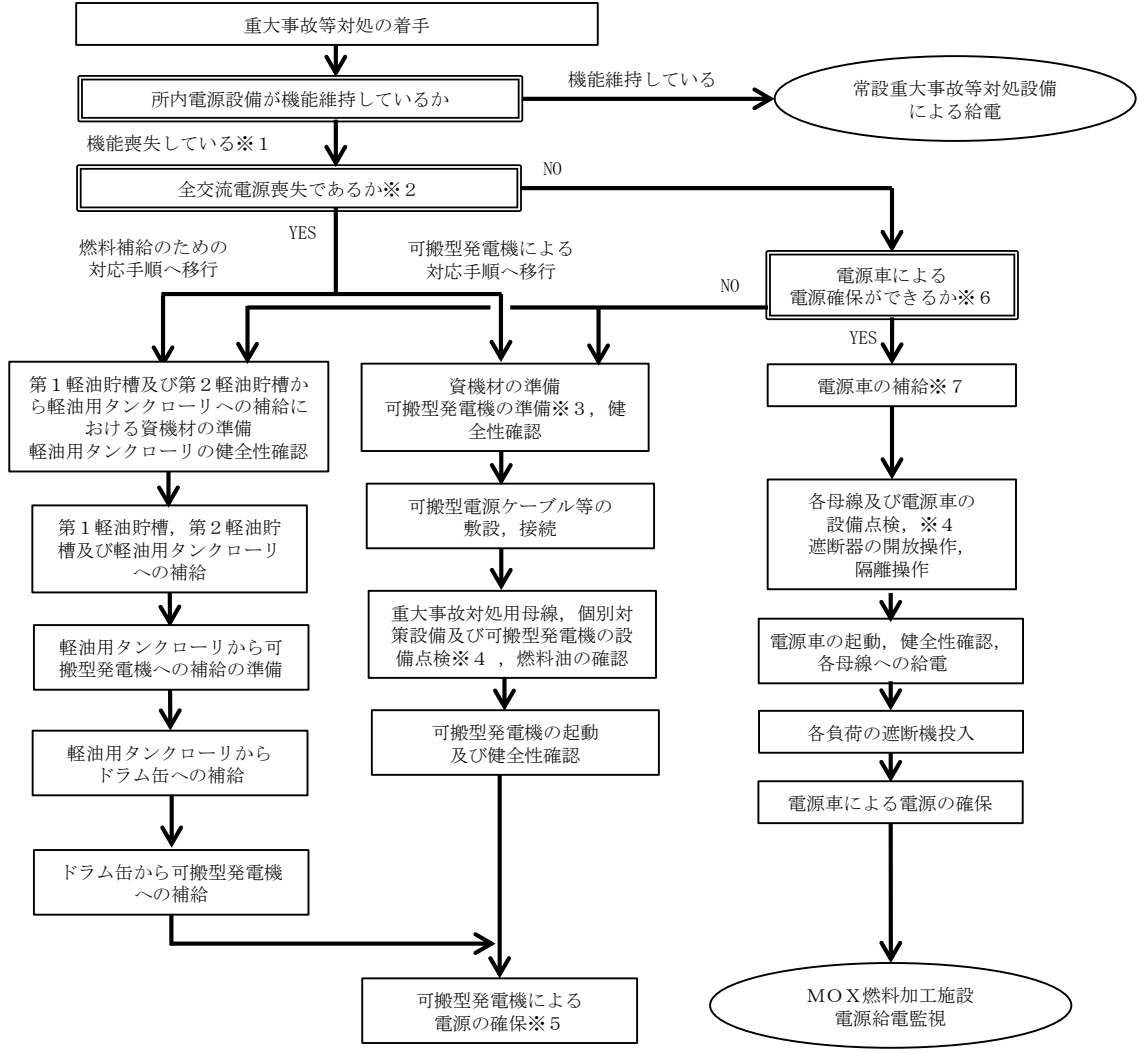 重大事故等対処の着手
所内電源設備が機能維持しているか
機能維持している
常設重大事故等対処設備
による給電
機能喪失している※１
全交流電源喪失であるか※２
NO
YES
燃料補給のための
対応手順へ移行
可搬型発電機による
対応手順へ移行
NO
電源車による
電源確保ができるか※６
YES
第１軽油貯槽及び第２軽油貯槽か
ら軽油用タンクローリへの補給に
おける資機材の準備
軽油用タンクローリの健全性確認
資機材の準備
可搬型発電機の準備※３，健
全性確認
電源車の補給※７
第１軽油貯槽，第２軽油貯
槽及び軽油用タンクローリ
への補給
可搬型電源ケーブル等の
敷設，接続
各母線及び電源車の
設備点検，※４
遮断器の開放操作，
隔離操作
軽油用タンクローリから可
搬型発電機への補給の準備
重大事故対処用母線，個別対
策設備及び可搬型発電機の設
備点検※４，燃料油の確認
電源車の起動，健全性確認，
各母線への給電
軽油用タンクローリから
ドラム缶への補給
可搬型発電機の起動
及び健全性確認
各負荷の遮断機投入
電源車による電源の確保
ドラム缶から可搬型発電機
への補給
可搬型発電機による
電源の確保※５
ＭＯＸ燃料加工施設
電源給電監視